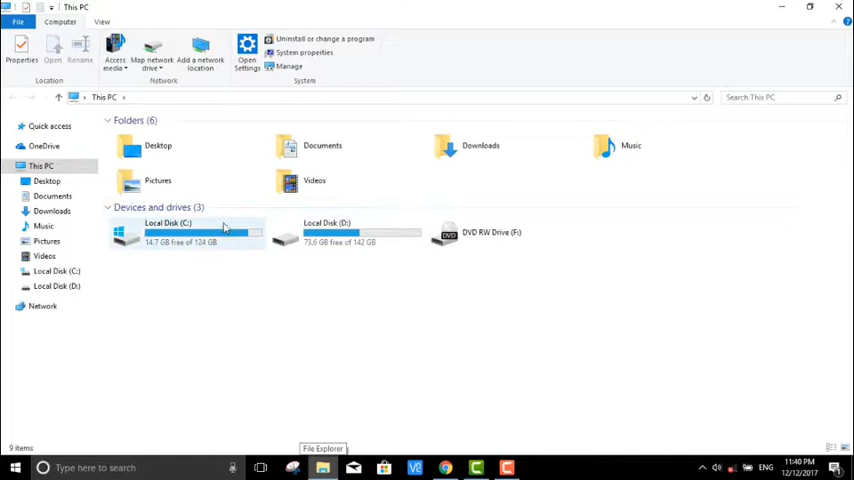 This PC
File Computer View
Properties Open Rename Access media Map network drive Add a network location Open Settings Uninstall or change a program
System properties
Manage
Location Network System
This PC
Search This PC
Quick access
OneDrive
This PC
Desktop
Documents
Downloads
Music
Pictures
Videos
Local Disk (C:)
Local Disk (D:)
Network
Folders (6)
Desktop Documents Downloads Music
Pictures Videos
Devices and drives (3)
Local Disk (C:)
14.7 GB free of 124 GB
Local Disk (D:)
73.6 GB free of 142 GB
DVD
DVD RW Drive (F:)
9 items
File Explorer
Type here to search
ENG
11:40 PM
12/12/2017